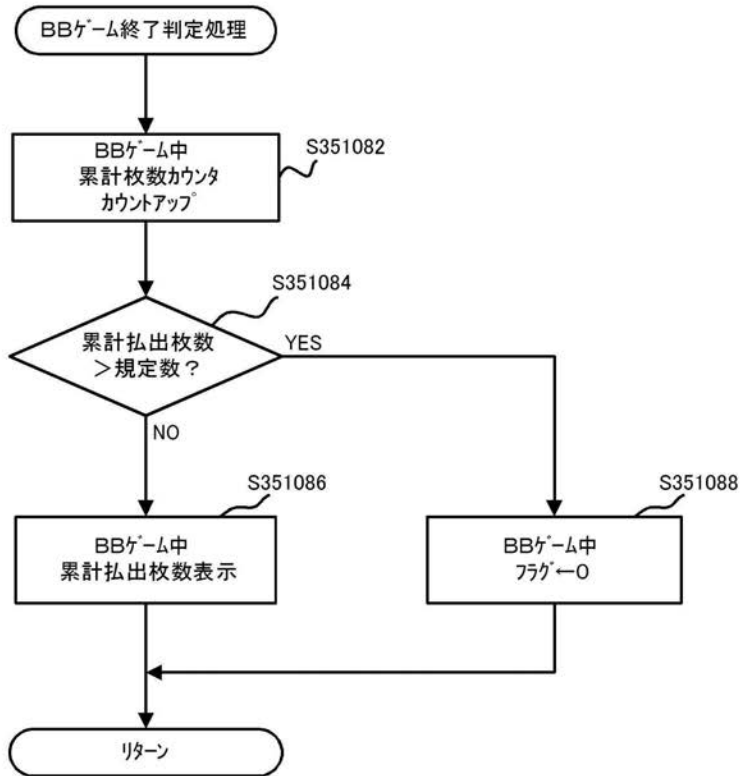 BBｹﾞｰﾑ終了判定処理
BBｹﾞｰﾑ中
累計枚数ｶｳﾝﾀ
ｶｳﾝﾄｱｯﾌﾟ
S351082
S351084
累計払出枚数
＞規定数？
YES
NO
S351086
BBｹﾞｰﾑ中
累計払出枚数表示
S351088
BBｹﾞｰﾑ中
ﾌﾗｸﾞ←0
ﾘﾀｰﾝ